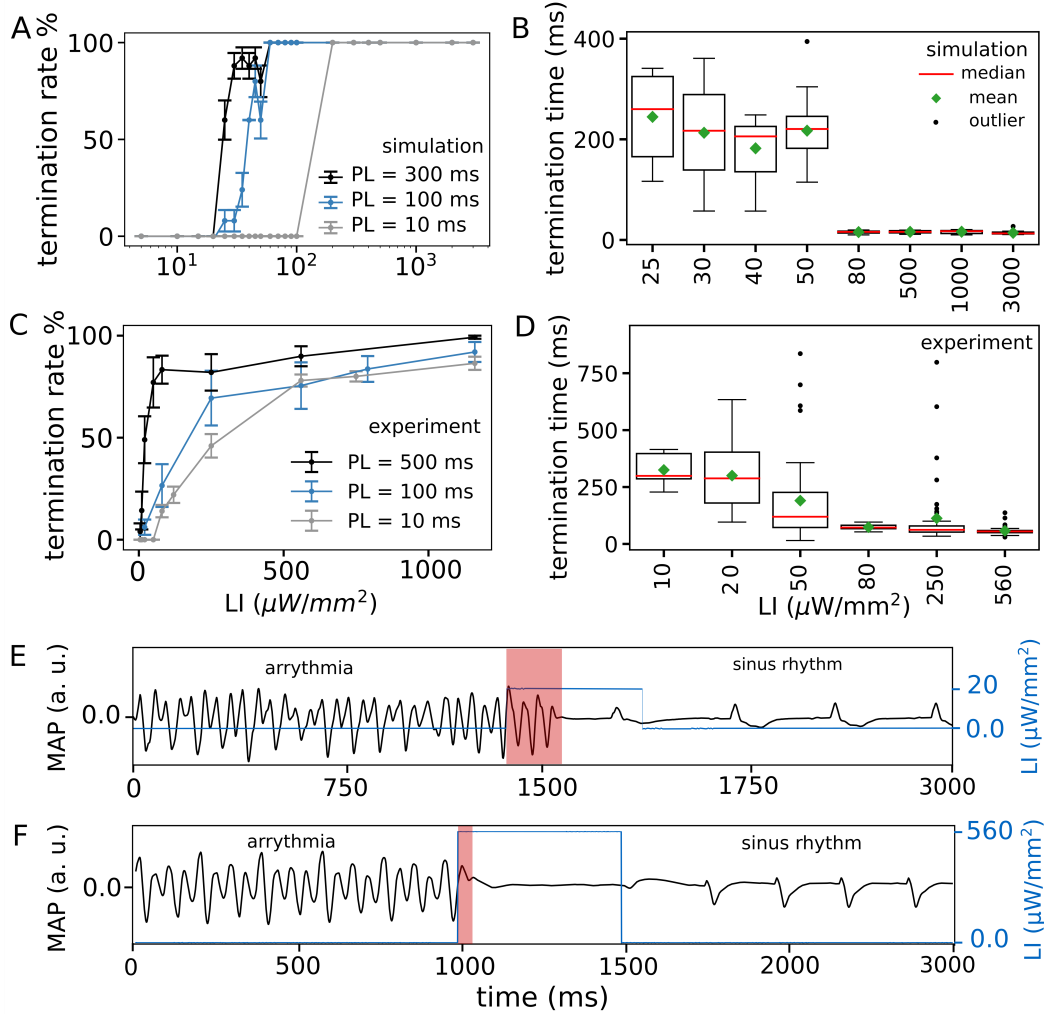 A
termination rate %
100
50
0
10¹
10²
10³
simulation
PL = 300 ms
PL = 100 ms
PL = 10 ms
B
termination time (ms)
400
200
0
simulation
median
mean
outlier
25
30
40
50
80
500
1000
3000
C
termination rate %
100
50
0
experiment
PL = 500 ms
PL = 100 ms
PL = 10 ms
0
500
1000
LI (μW/mm²)
D
termination time (ms)
750
500
250
0
experiment
10
20
50
80
250
560
LI (μW/mm²)
E
MAP (a. u.)
0.0
arrythmia
sinus rhythm
20
0.0
LI (μW/mm²)
0
750
1500
1750
3000
F
MAP (a. u.)
0.0
arrythmia
sinus rhythm
560
0.0
LI (μW/mm²)
0
500
1000
1500
2000
3000
time (ms)